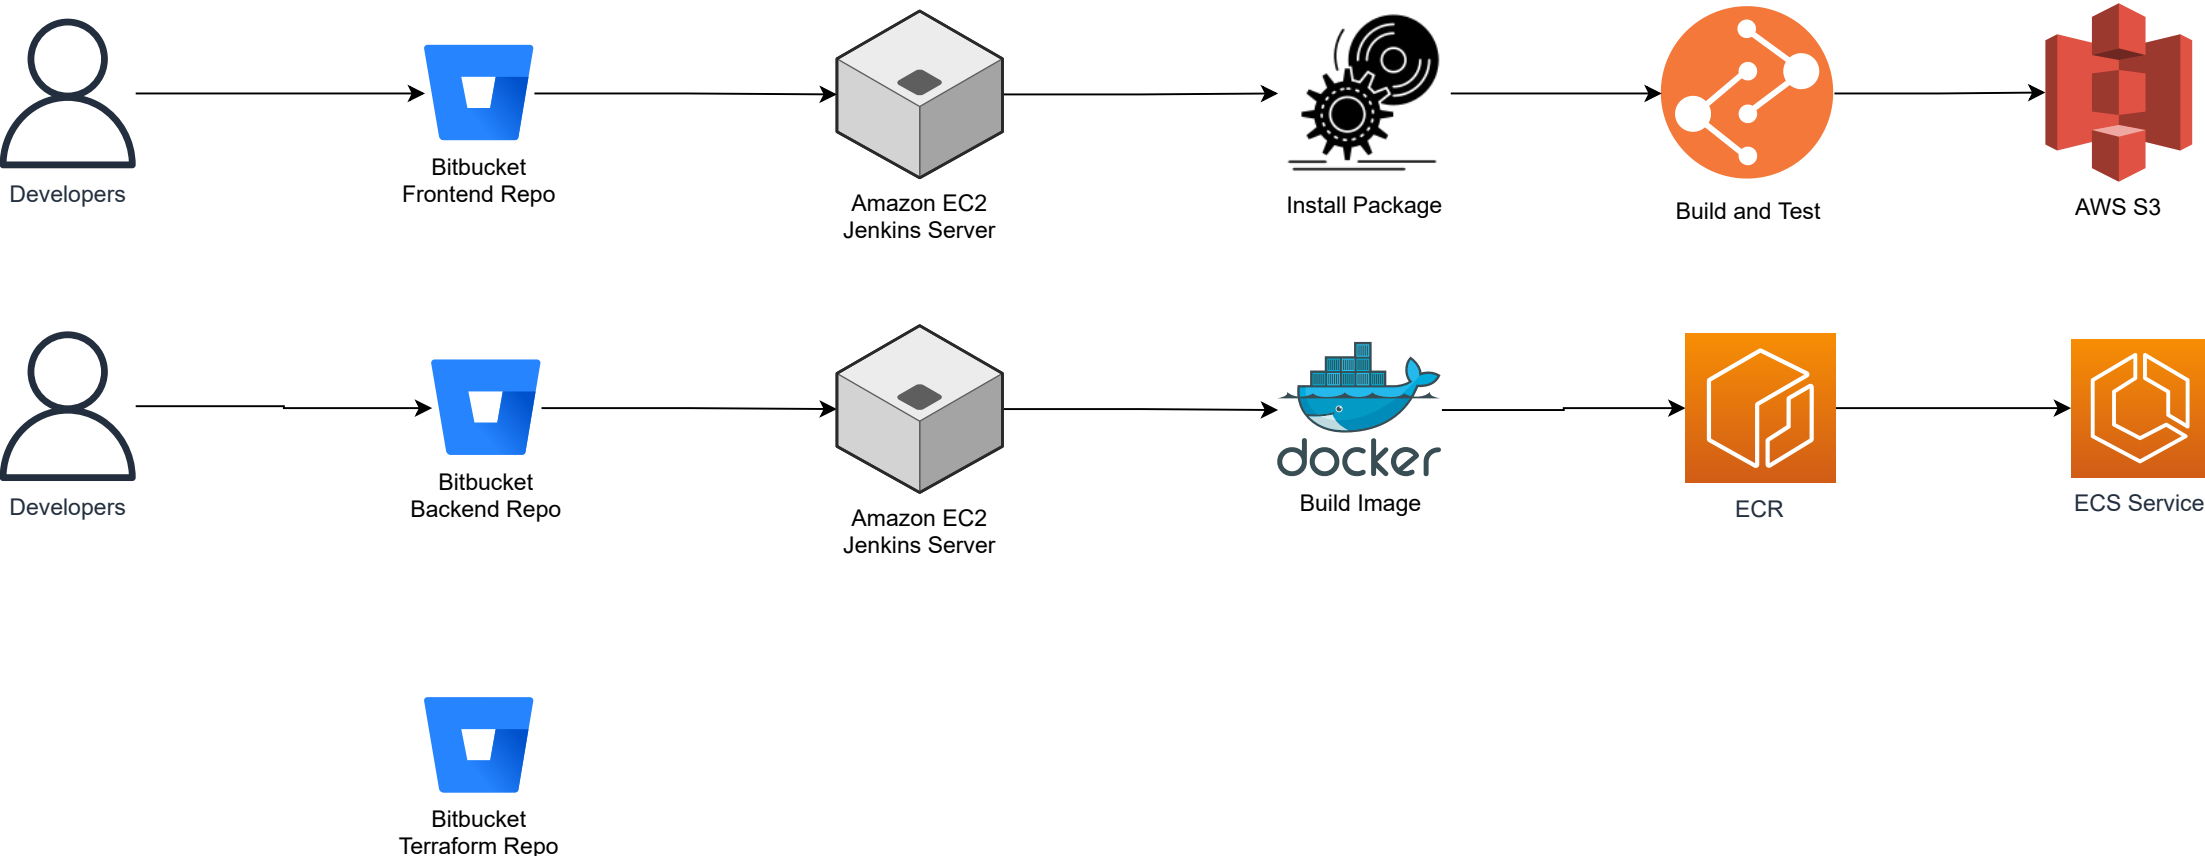 Developers
Bitbucket
Frontend Repo
Amazon EC2
Jenkins Server
Install Package
Build and Test
AWS S3
Developers
Bitbucket
Backend Repo
Amazon EC2
Jenkins Server
docker
Build Image
ECR
ECS Service
Bitbucket
Terraform Repo